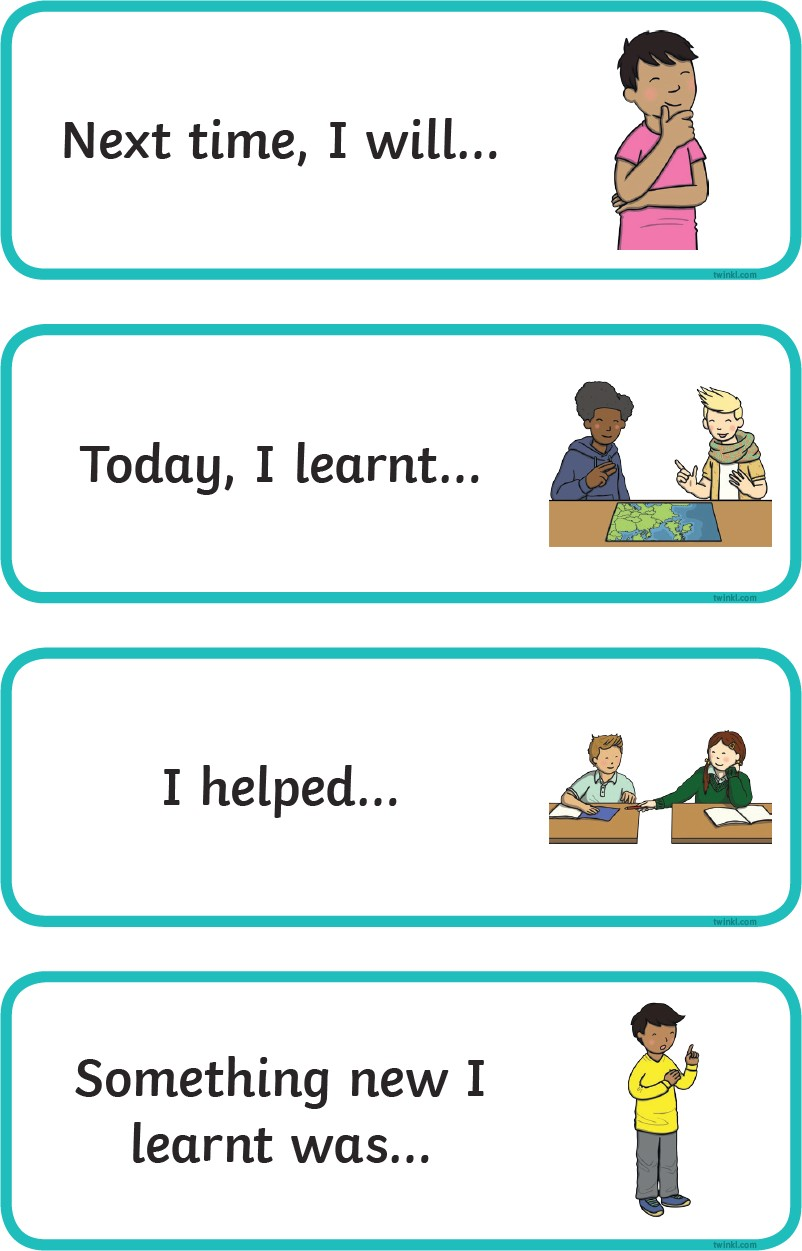 Next time, I will...
twinkl.com
Today, I learnt...
twinkl.com
I helped...
twinkl.com
Something new I
learnt was...
twinkl.com